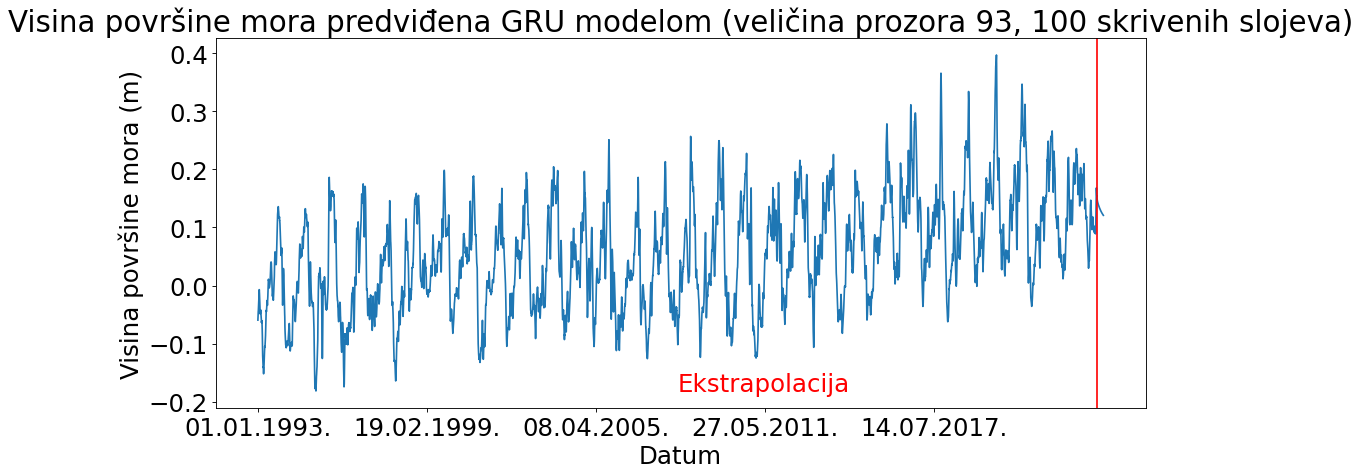 Visina površine mora predviđena GRU modelom (veličina prozora 93, 100 skrivenih slojeva)
Visina površine mora (m)
0.4
0.3
0.2
0.1
0.0
−0.1
−0.2
Ekstrapolacija
01.01.1993. 19.02.1999. 08.04.2005. 27.05.2011. 14.07.2017.
Datum